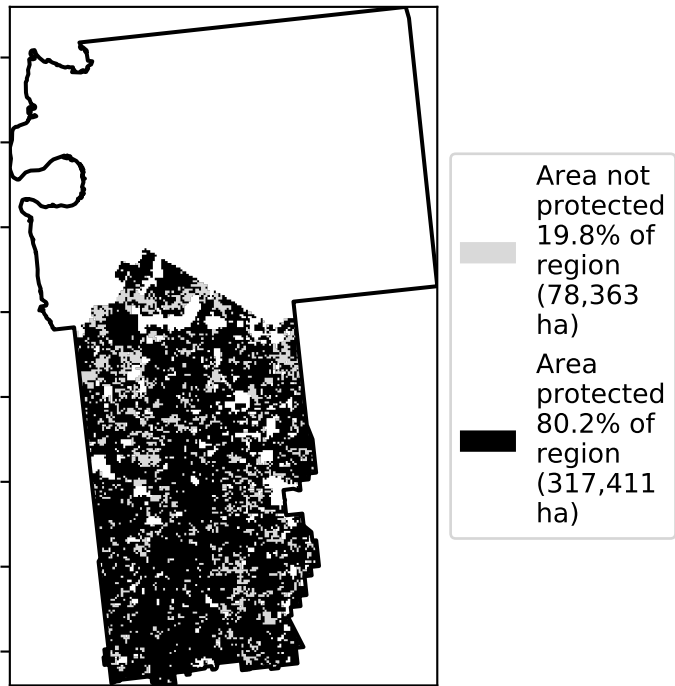 Area not
protected
19.8% of
region
(78,363
ha)
Area
protected
80.2% of
region
(317,411
ha)